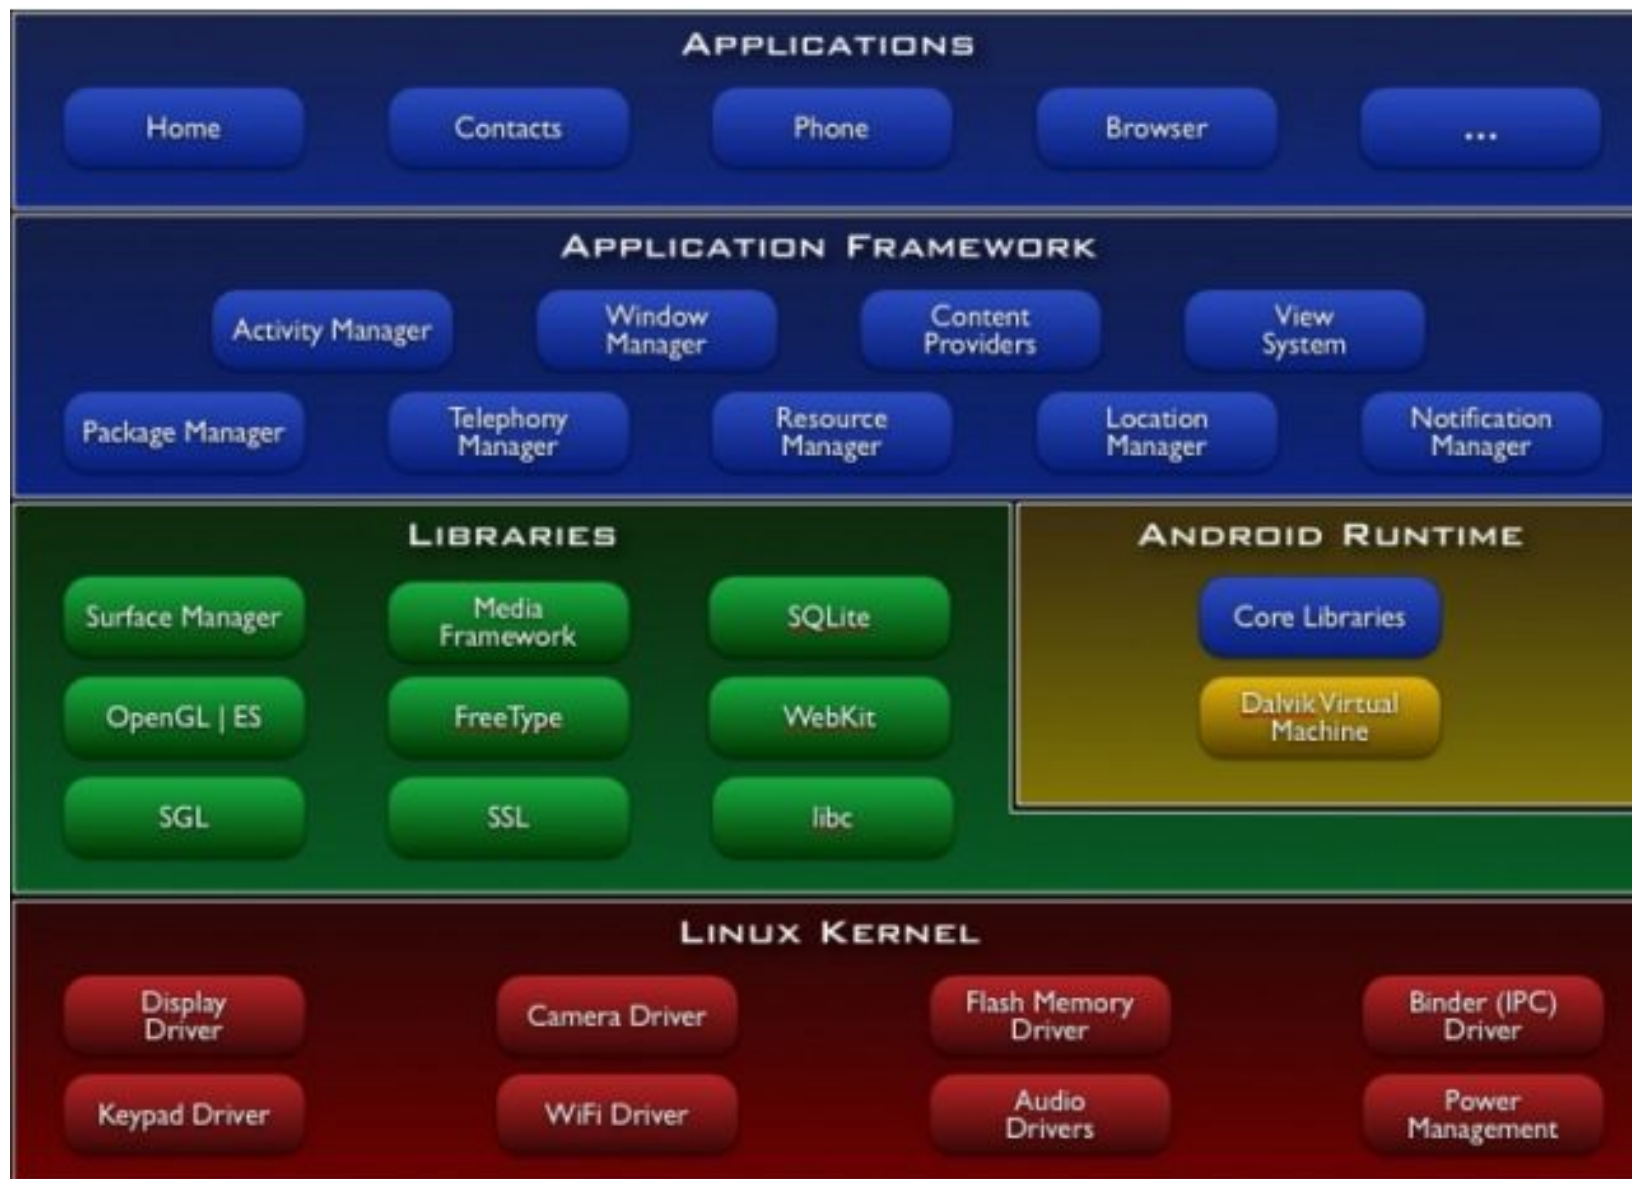 APPLICATIONS
Home
Contacts
Phone
Browser
...
APPLICATION FRAMEWORK
Activity Manager
Window
Manager
Content
Providers
View
System
Package Manager
Telephony
Manager
Resource
Manager
Location
Manager
Notification
Manager
LIBRARIES
Surface Manager
Media
Framework
SQLite
OpenGL | ES
FreeType
WebKit
SGL
SSL
libc
ANDROID RUNTIME
Core Libraries
Dalvik Virtual
Machine
LINUX KERNEL
Display
Driver
Camera Driver
Flash Memory
Driver
Binder (IPC)
Driver
Keypad Driver
WiFi Driver
Audio
Drivers
Power
Management